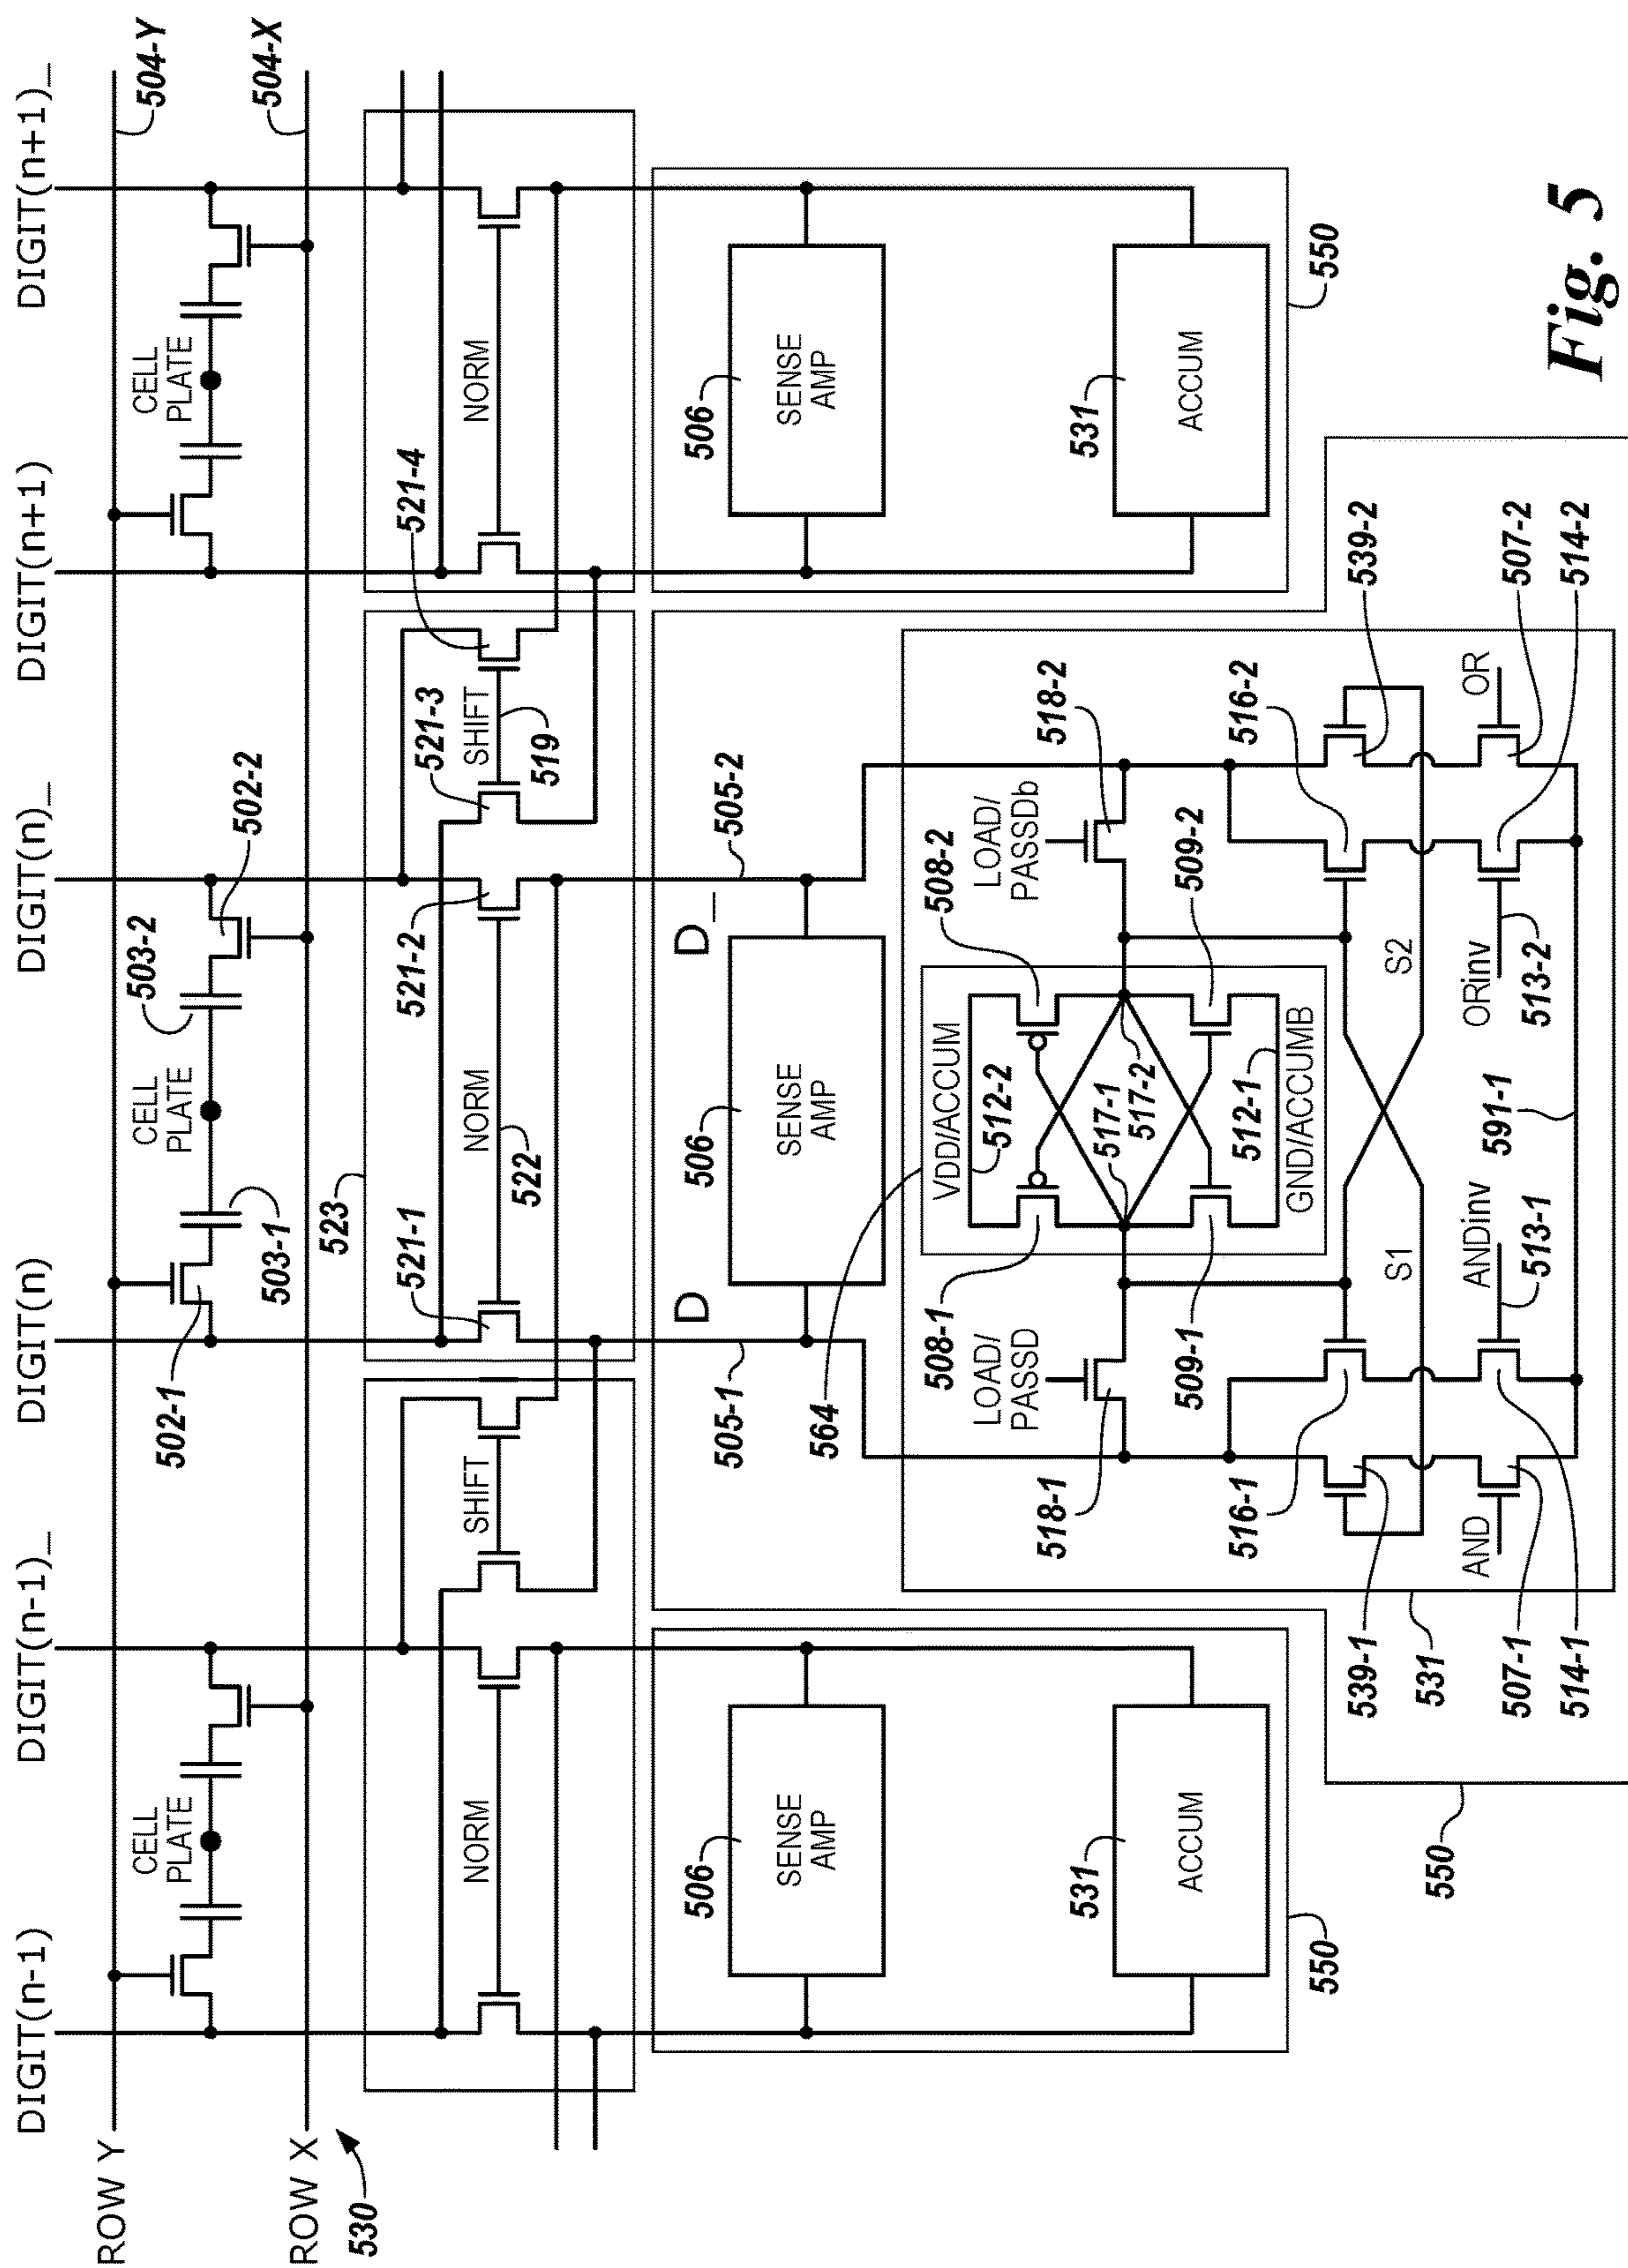 DIGIT(n-1)
DIGIT(n-1)_
DIGIT(n)
DIGIT(n)_
DIGIT(n+1)
DIGIT(n+1)_
ROW Y
504-Y
CELL
PLATE
CELL
PLATE
CELL
PLATE
502-1
503-1
503-2
502-2
ROW X
504-X
530
523
521-1
521-2
521-3
521-4
NORM
SHIFT
NORM
522
SHIFT
519
NORM
505-1
D
D_
505-2
506
SENSE
AMP
506
SENSE
AMP
506
SENSE
AMP
531
ACCUM
550
531
ACCUM
550
564
VDD/ACCUM
512-2
508-1
508-2
LOAD/
PASSD
LOAD/
PASSDb
518-1
518-2
517-1
517-2
509-1
509-2
512-1
GND/ACCUMB
516-1
516-2
539-1
539-2
S1
S2
531
AND
507-1
ANDinv
513-1
514-1
591-1
ORinv
513-2
OR
507-2
514-2
550
Fig. 5